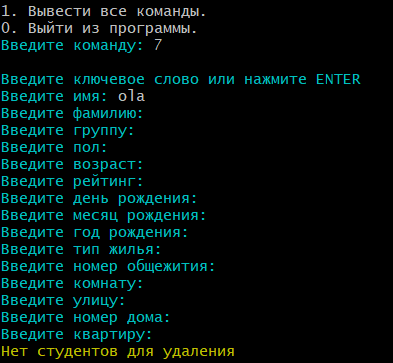 1. Вывести все команды.
0. Выйти из программы.
Введите команду: 7
Введите ключевое слово или нажмите ENTER
Введите имя: ola
Введите фамилию:
Введите группу:
Введите пол:
Введите возраст:
Введите рейтинг:
Введите день рождения:
Введите месяц рождения:
Введите год рождения:
Введите тип жилья:
Введите номер общежития:
Введите комнату:
Введите улицу:
Введите номер дома:
Введите квартиру:
Нет студентов для удаления